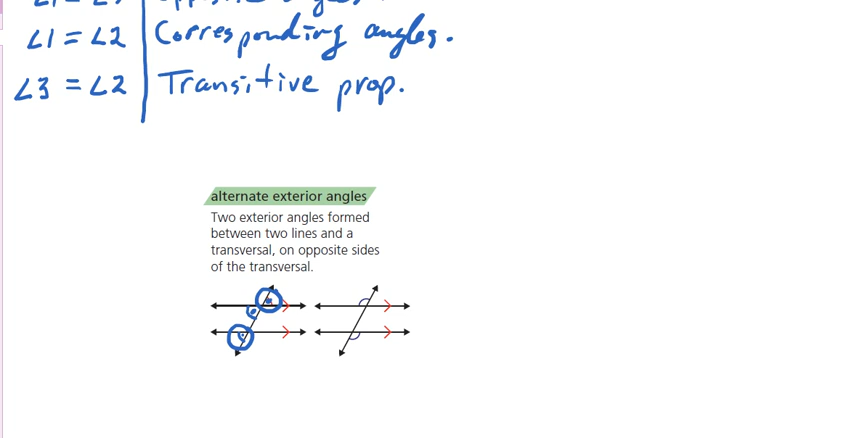 ∠1 = ∠2 Corresponding angles.
∠3 = ∠2 Transitive prop.
alternate exterior angles
Two exterior angles formed
between two lines and a
transversal, on opposite sides
of the transversal.